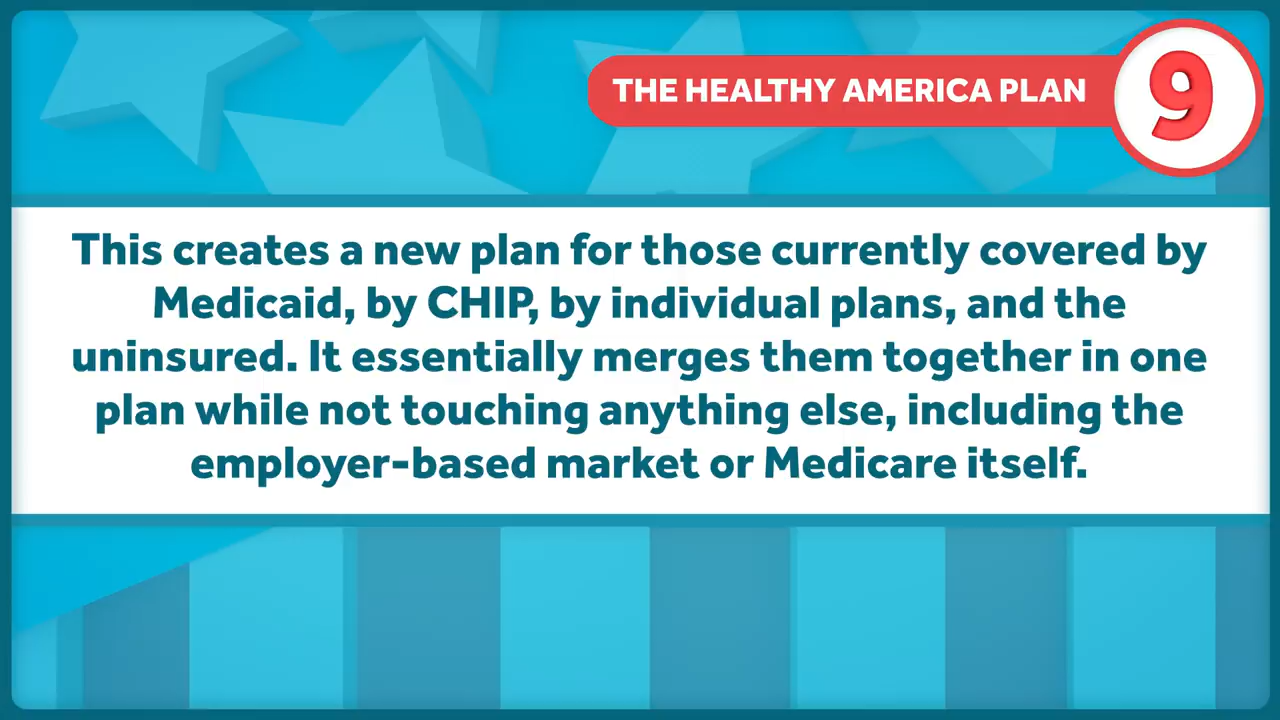 THE HEALTHY AMERICA PLAN
9
This creates a new plan for those currently covered by
Medicaid, by CHIP, by individual plans, and the
uninsured. It essentially merges them together in one
plan while not touching anything else, including the
employer-based market or Medicare itself.